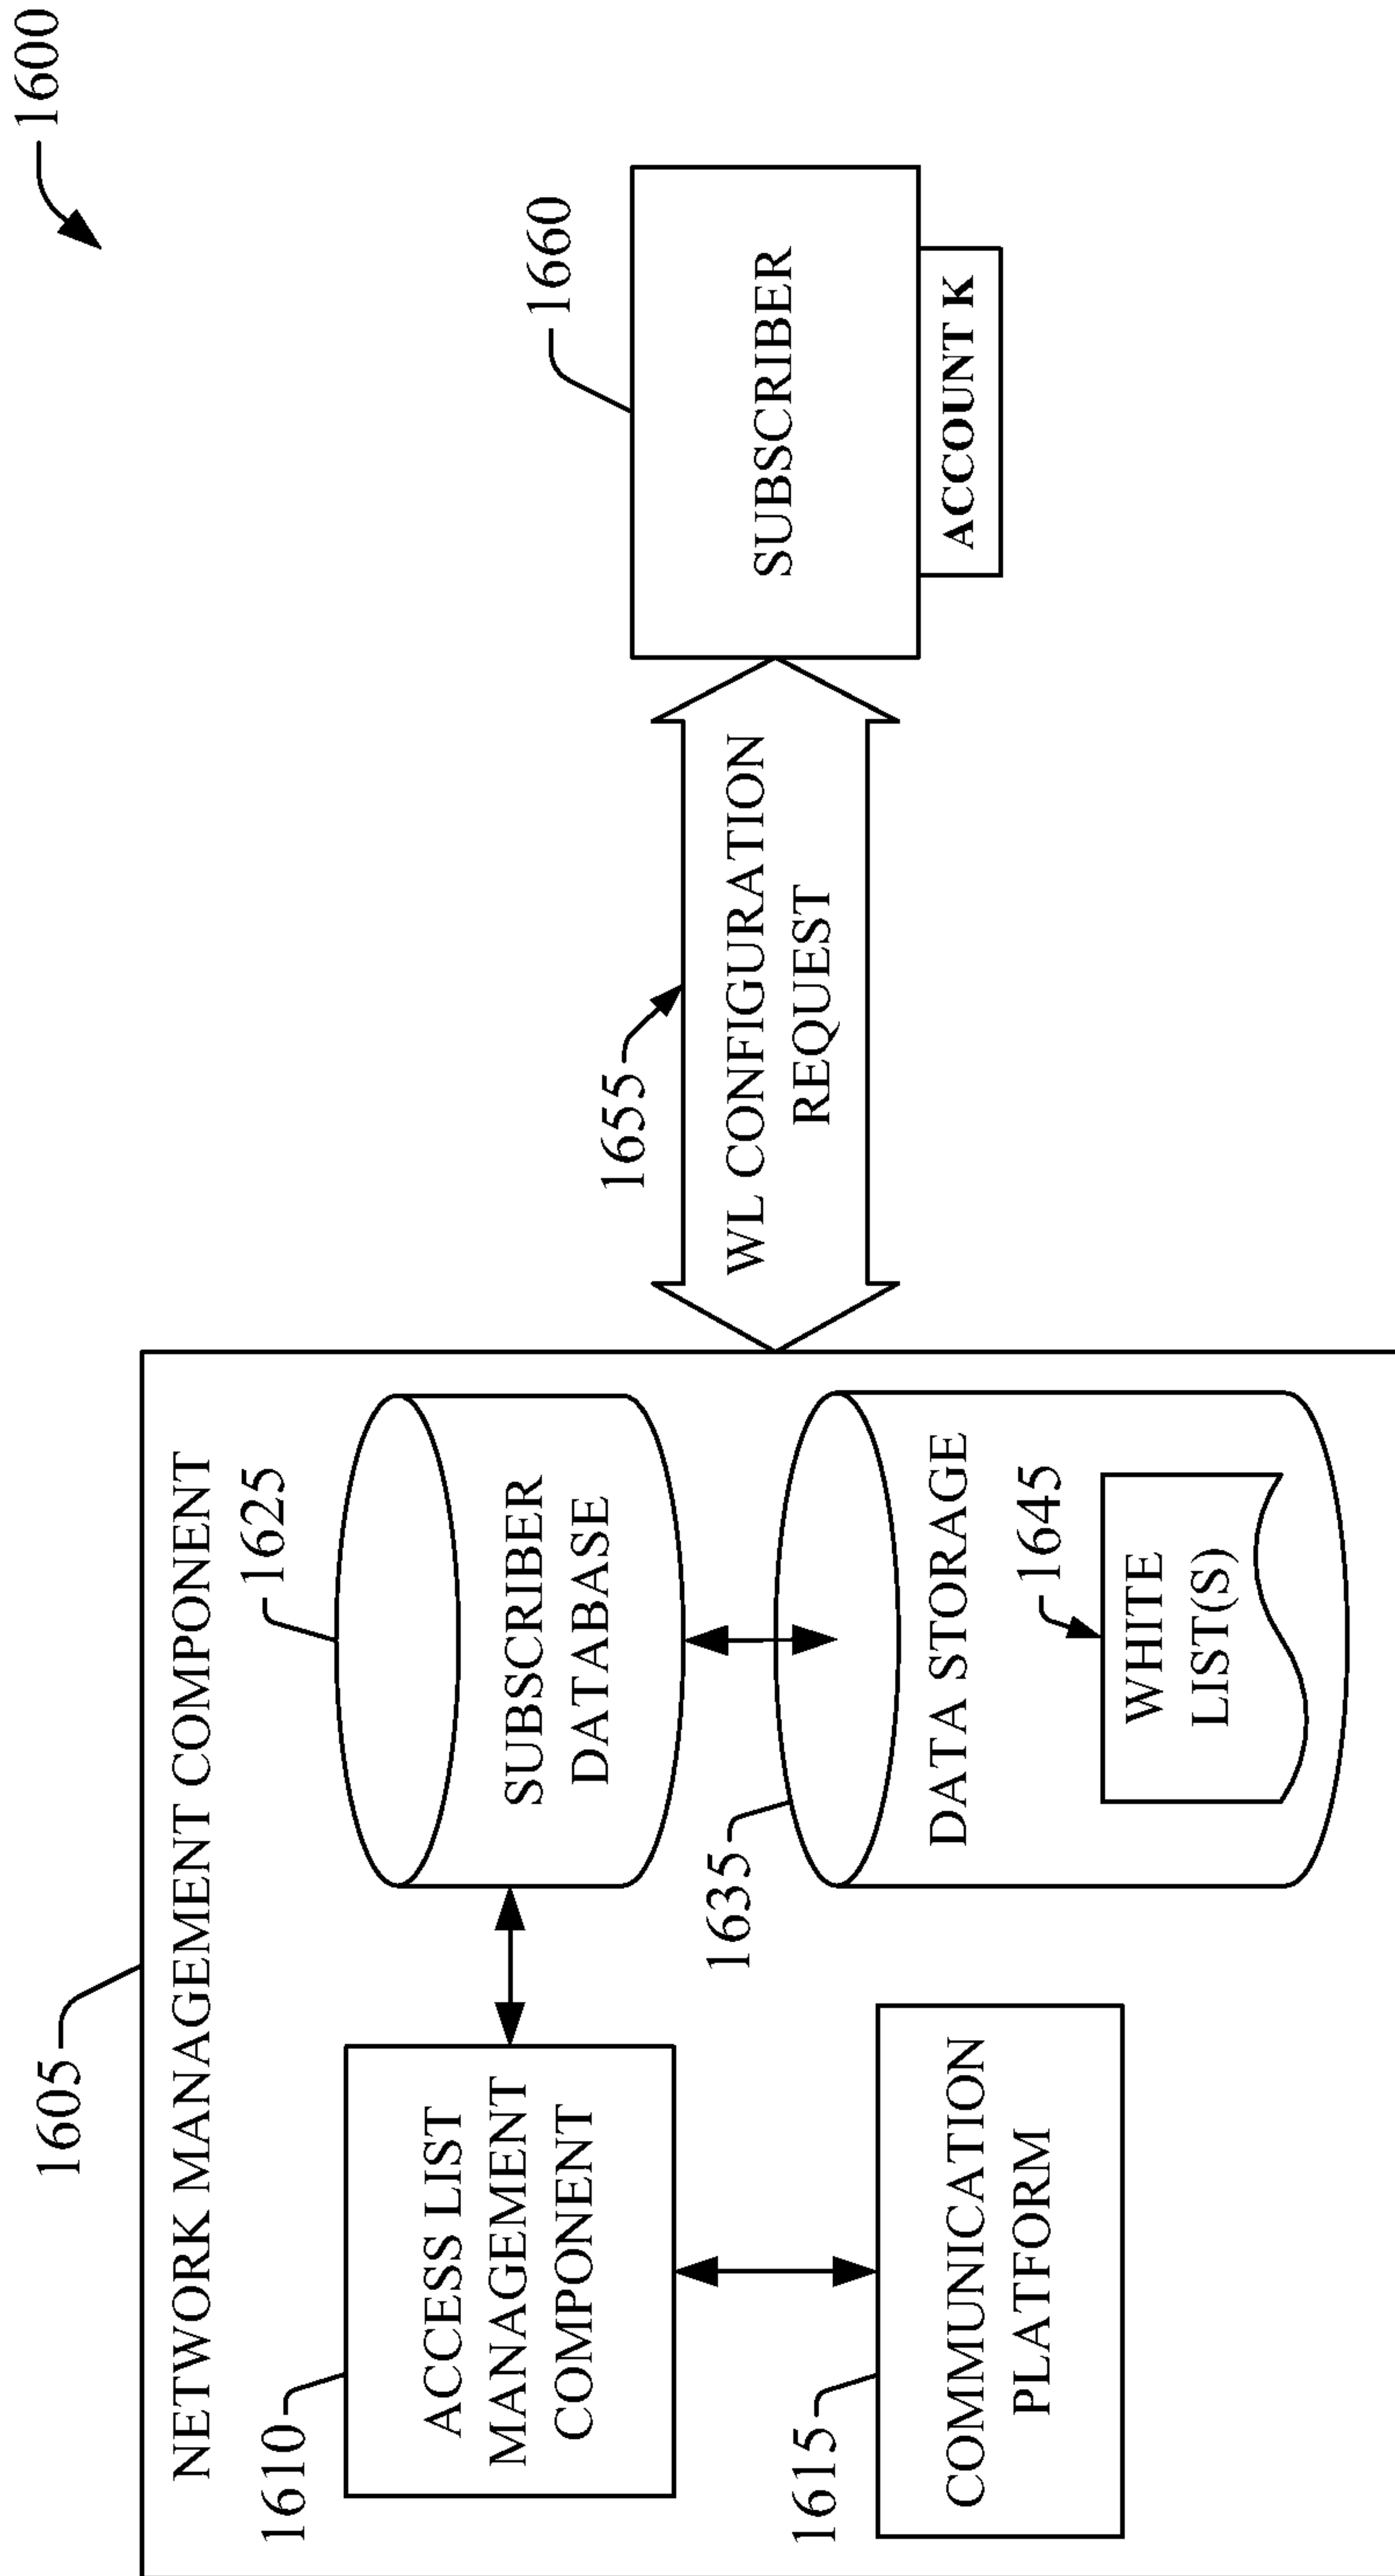 1600
1605
NETWORK MANAGEMENT COMPONENT
1610
ACCESS LIST
MANAGEMENT
COMPONENT
1625
SUBSCRIBER
DATABASE
1615
COMMUNICATION
PLATFORM
1635
DATA STORAGE
1645
WHITE
LIST(S)
1655
WL CONFIGURATION
REQUEST
1660
SUBSCRIBER
ACCOUNT K